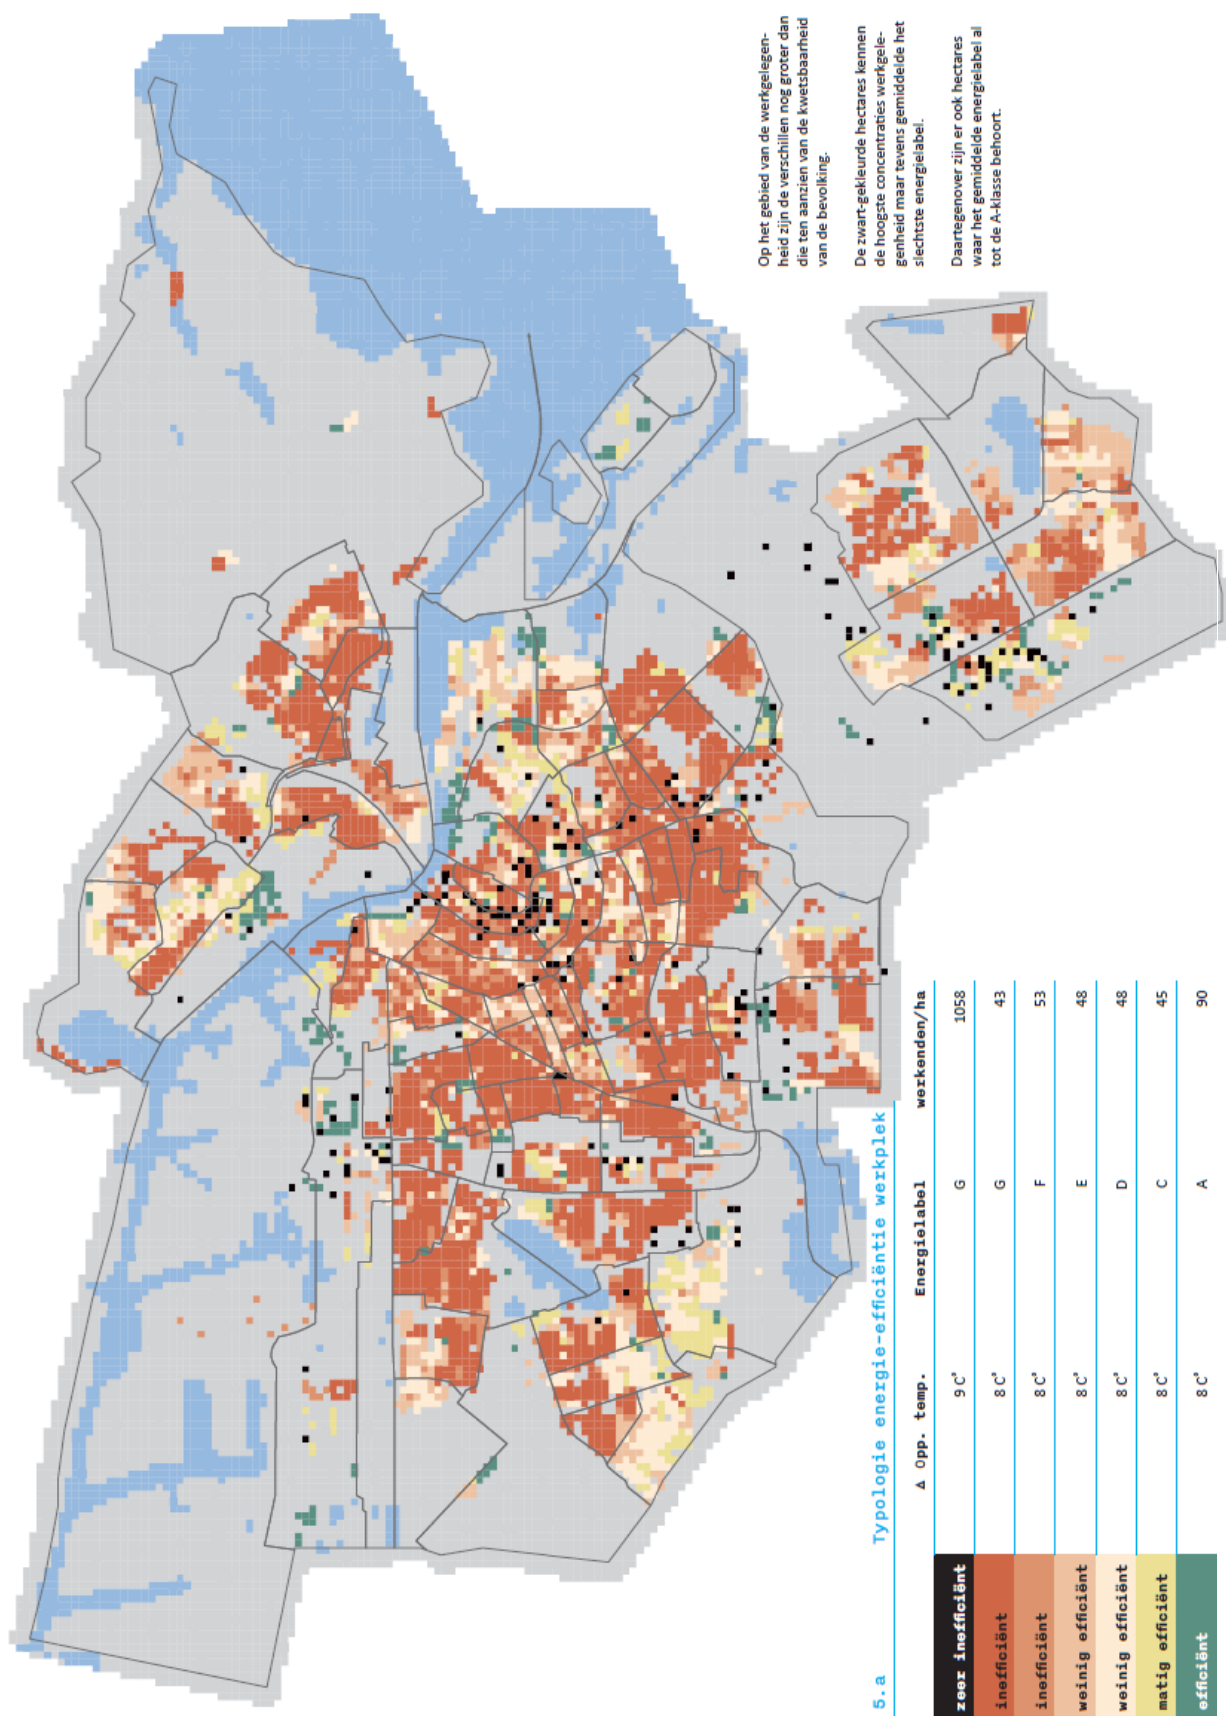 Op het gebied van de werkgelegen-
heid zijn de verschillen nog groter dan
die ten aanzien van de kwetsbaarheid
van de bevolking.
De zwart-gekleurde hectares kennen
de hoogste concentraties werkgele-
genheid maar tevens gemiddelde het
slechtste energielabel.
Daartegenover zijn er ook hectares
waar het gemiddelde energielabel al
tot de A-klasse behoort.
5.a Typologie energie-efficiëntie werkplek
Δ Opp. temp. Energielabel werkenden/ha
zeer inefficiënt 9 C° G 1058
inefficiënt 8 C° G 43
inefficiënt 8 C° F 53
weinig efficiënt 8 C° E 48
weinig efficiënt 8 C° D 48
matig efficiënt 8 C° C 45
efficiënt 8 C° A 90